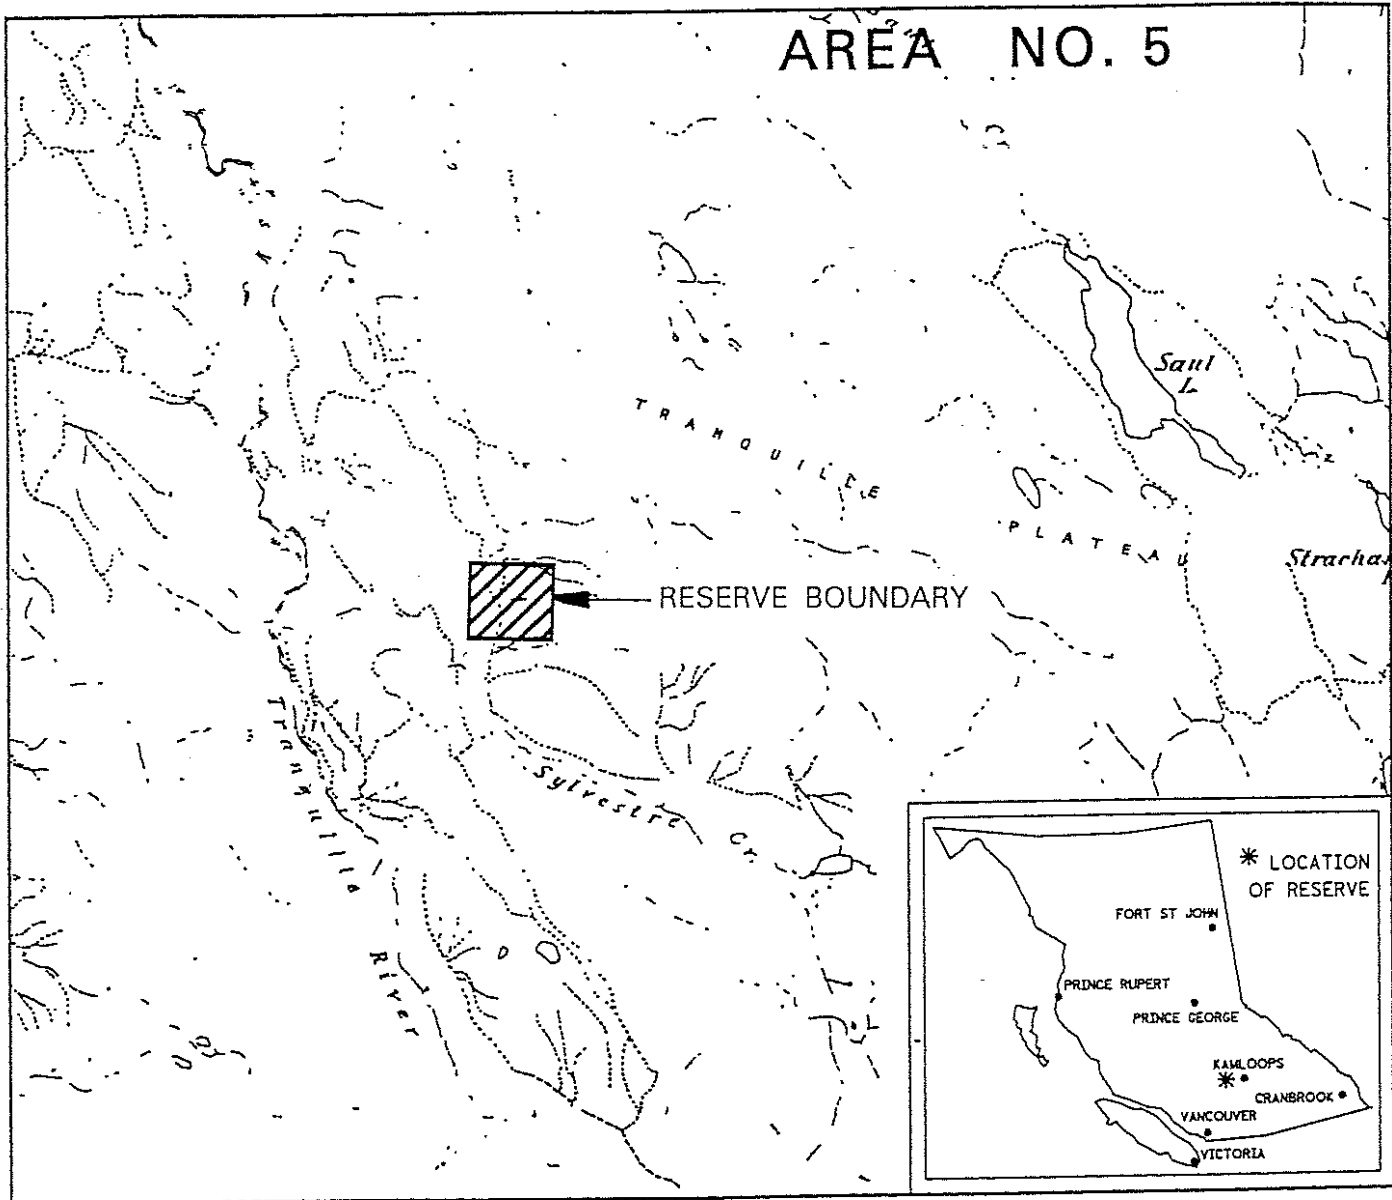 AREA NO. 5
Saul
L
TRANQUILLE
PLATEAU
Strachan
RESERVE BOUNDARY
Tranquille
River
Sylvestre Cr.
* LOCATION
OF RESERVE
FORT ST JOHN
PRINCE RUPERT
PRINCE GEORGE
KAMLOOPS
CRANBROOK
VANCOUVER
VICTORIA